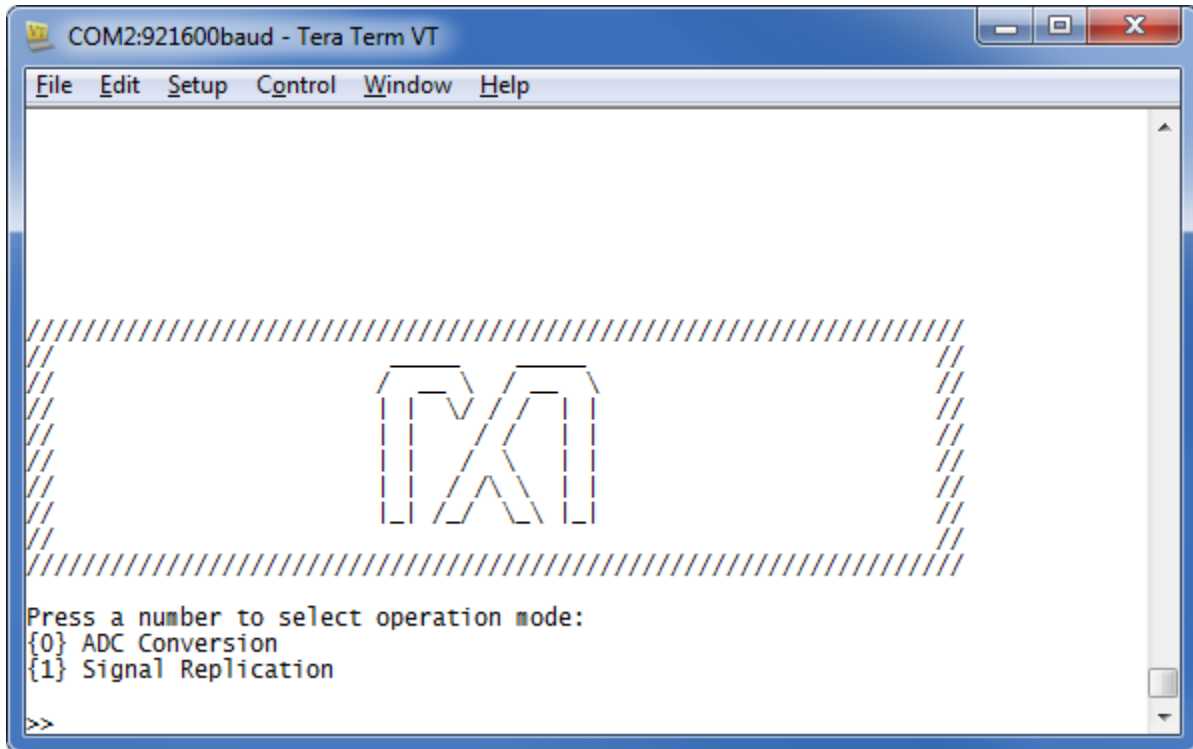 COM2:921600baud - Tera Term VT
File Edit Setup Control Window Help
////////////////////////////////////////////////////////////////////
//                                                                //
//                                                                //
//                                                                //
//                                                                //
//                                                                //
//                                                                //
//                                                                //
//                                                                //
////////////////////////////////////////////////////////////////////
Press a number to select operation mode:
{0} ADC Conversion
{1} Signal Replication
>>